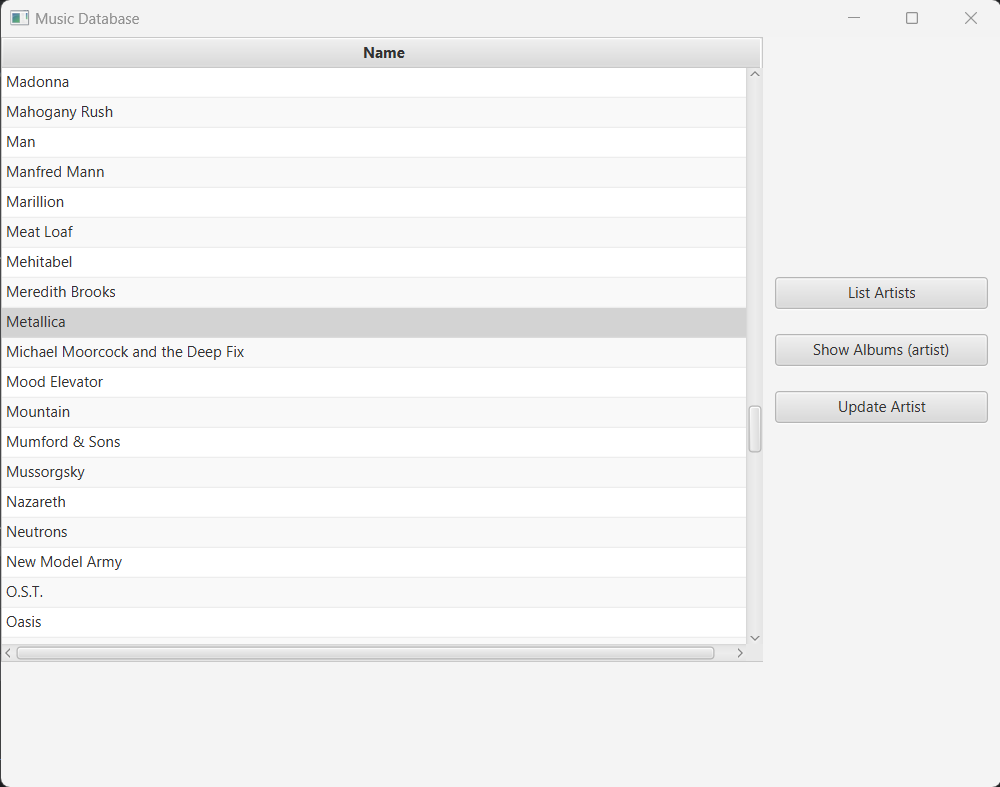 Music Database
Name
Madonna
Mahogany Rush
Man
Manfred Mann
Marillion
Meat Loaf
Mehitabel
Meredith Brooks
Metallica
Michael Moorcock and the Deep Fix
Mood Elevator
Mountain
Mumford & Sons
Mussorgsky
Nazareth
Neutrons
New Model Army
O.S.T.
Oasis
List Artists
Show Albums (artist)
Update Artist